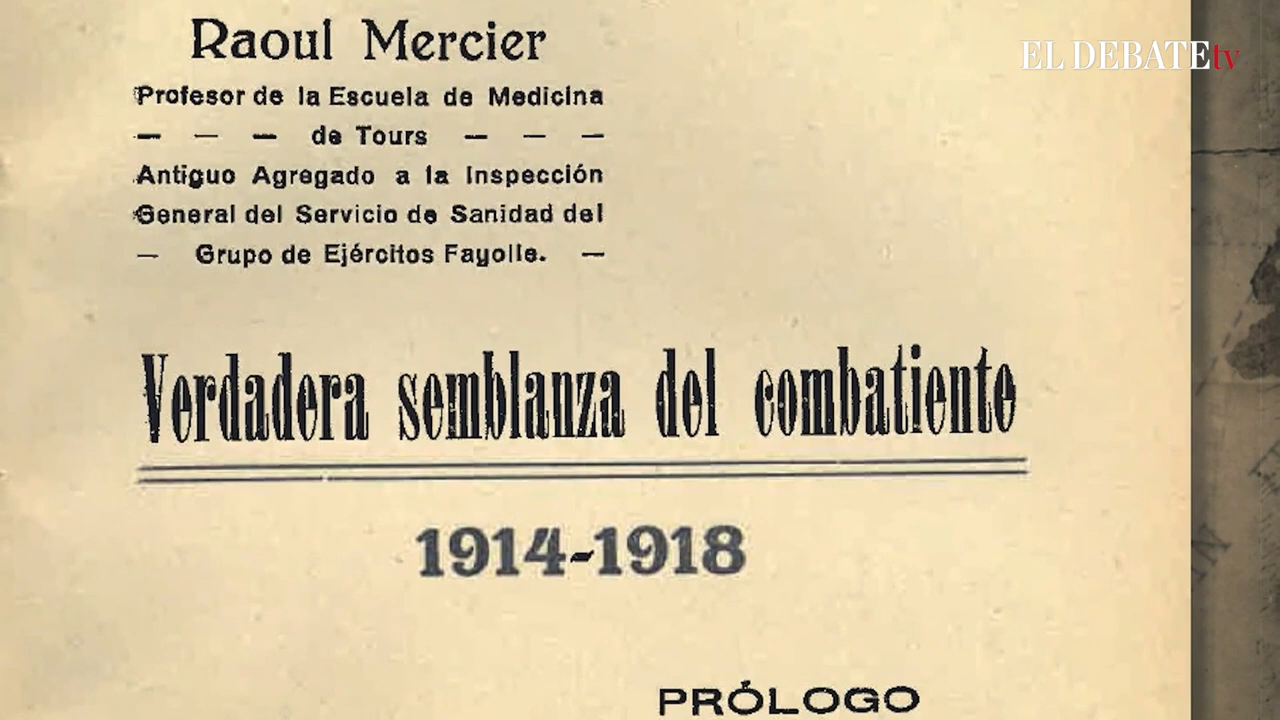 Raoul Mercier
EL DEBATEtv
Profesor de la Escuela de Medicina
— — — de Tours — — —
Antiguo Agregado a la Inspección
General del Servicio de Sanidad del
— Grupo de Ejércitos Fayolle. —
Verdadera semblanza del combatiente
1914-1918
PRÓLOGO